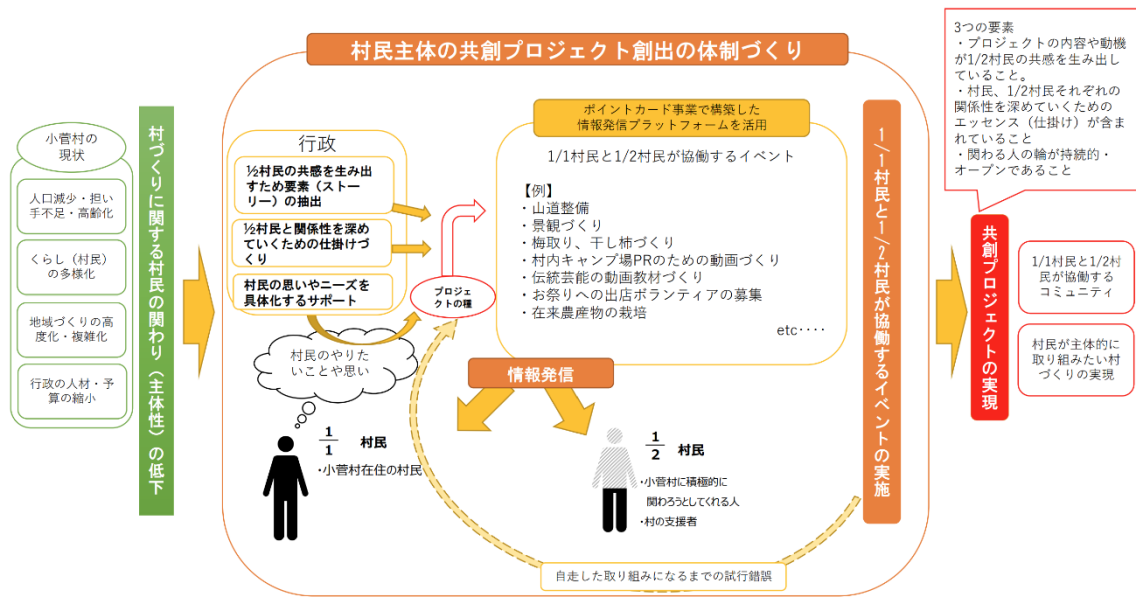 小菅村の
現状
人口減少・担い
手不足・高齢化
くらし（村民）
の多様化
地域づくりの高
度化・複雑化
行政の人材・予
算の縮小
村づくりに関する村民の関わり（主体性）の低下
村民主体の共創プロジェクト創出の体制づくり
行政
½村民の共感を生み出
すため要素（ストー
リー）の抽出
½村民と関係性を深め
ていくための仕掛けづ
くり
村民の思いやニーズを
具体化するサポート
村民のやりた
いことや思い
1
1
村民
・小菅村在住の村民
プロジェ
クトの種
ポイントカード事業で構築した
情報発信プラットフォームを活用
1/1村民と1/2村民が協働するイベント
【例】
・山道整備
・景観づくり
・梅取り、干し柿づくり
・村内キャンプ場PRのための動画づくり
・伝統芸能の動画教材づくり
・お祭りへの出店ボランティアの募集
・在来農産物の栽培
etc‥‥
情報発信
1
2
村民
・小菅村に積極的に
関わろうとしてくれる人
・村の支援者
自走した取り組みになるまでの試行錯誤
1/1村民と1/2村民が協働するイベントの実施
3つの要素
・プロジェクトの内容や動機
が1/2村民の共感を生み出し
ていること。
・村民、1/2村民それぞれの
関係性を深めていくための
エッセンス（仕掛け）が含ま
れていること
・関わる人の輪が持続的・
オープンであること
共創プロジェクトの実現
1/1村民と1/2村
民が協働する
コミュニティ
村民が主体的に
取り組みたい村
づくりの実現